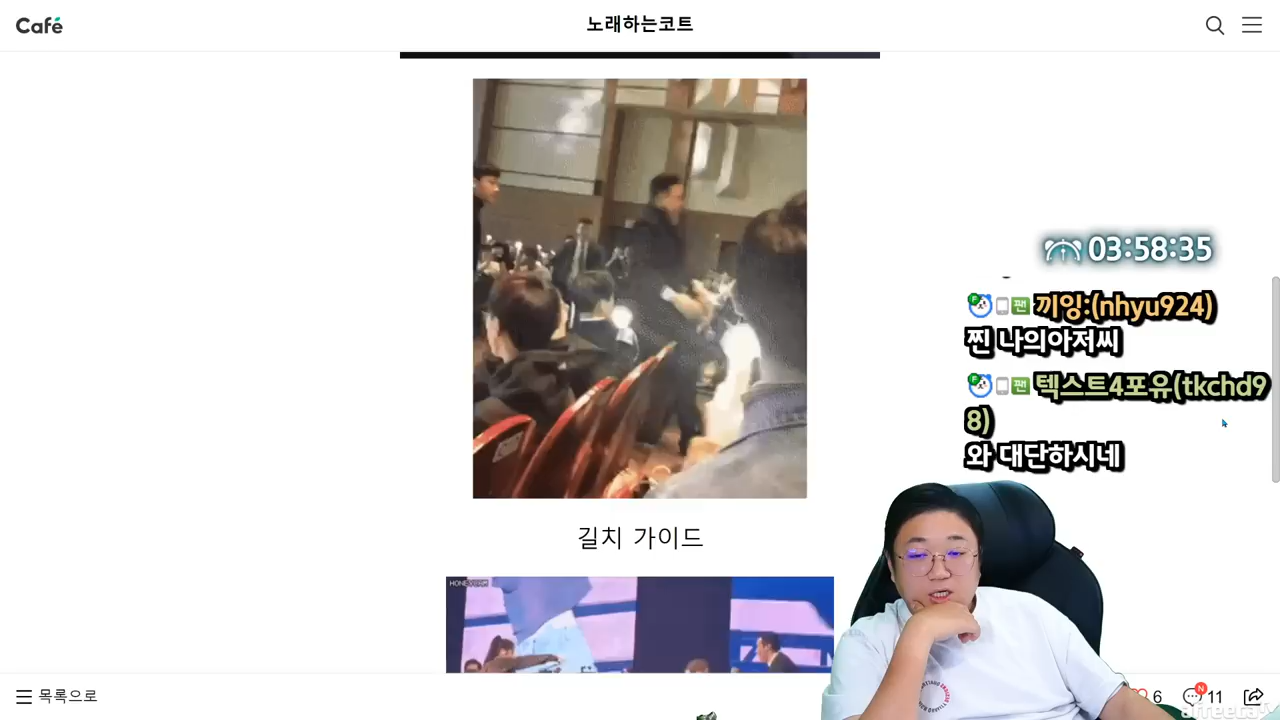 Café
노래하는코트
03:58:35
끼잉:(nhyu924)
찐 나의아저씨
텍스트4포유(tkchd9
8)
와 대단하시네
길치 가이드
목록으로
6
N
11
afreecaTV